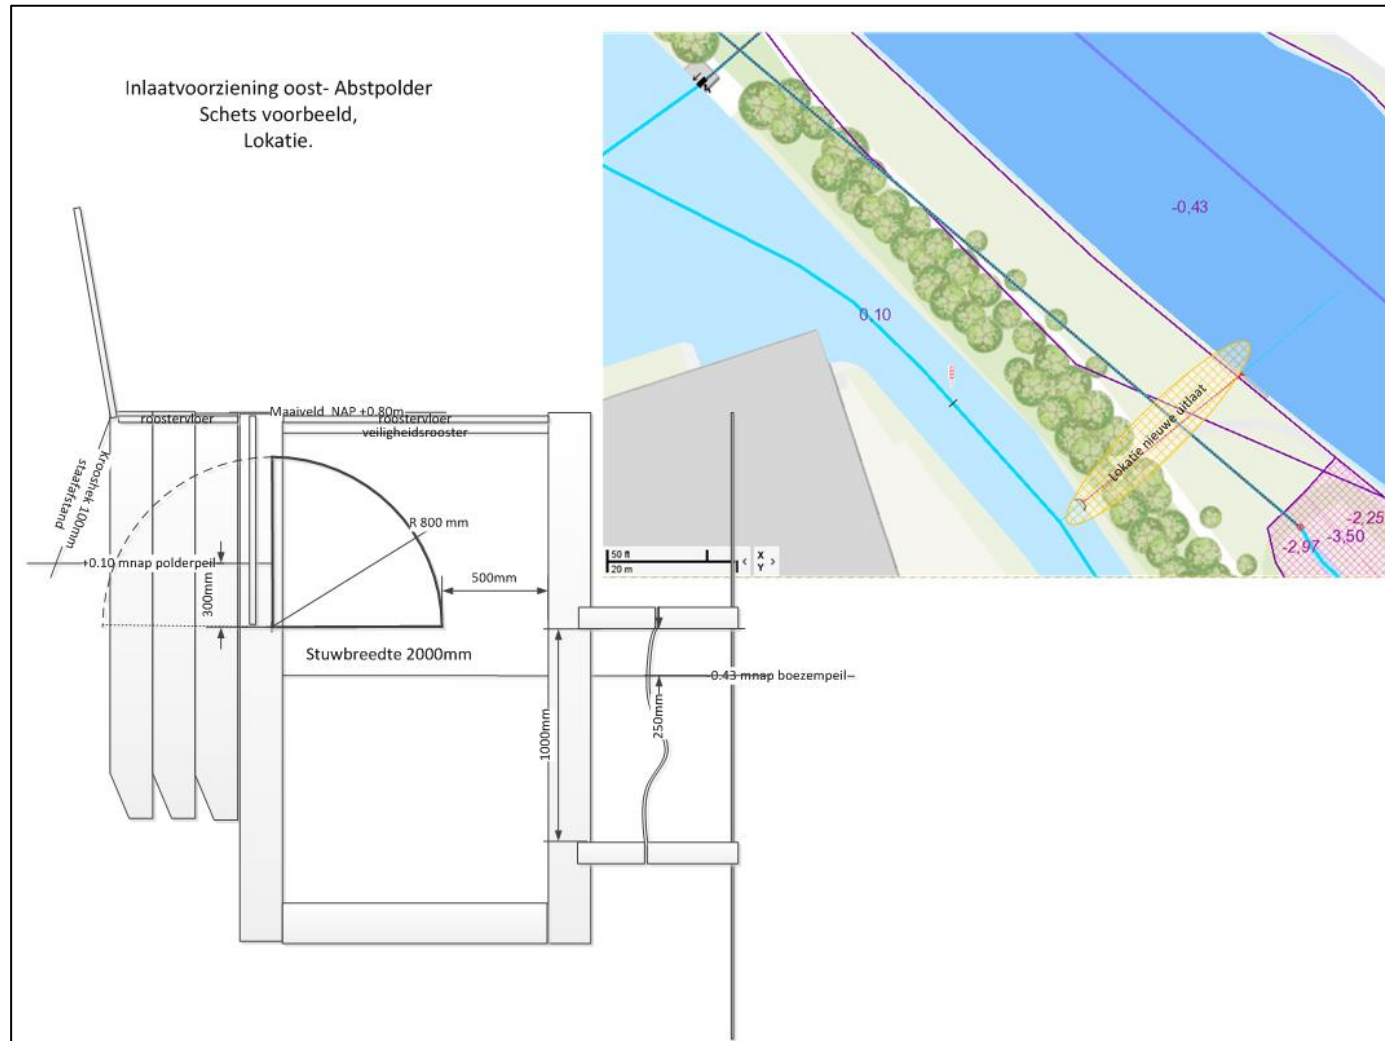 Inlaatvoorziening oost- Abstpolder
Schets voorbeeld,
Lokatie.
-0,43
0,10
Lokatie nieuwe uitlaat
-2,25
-3,50
-2,97
50 ft
20 m
< X >
Y
Maaiveld NAP +0.80m
roostervloer
roostervloer
veiligheidsrooster
Krooshek 100mm
staafafstand
R 800 mm
+0.10 mnap polderpeil
300mm
500mm
Stuwbreedte 2000mm
-0.43 mnap boezempeil
250mm
1000mm